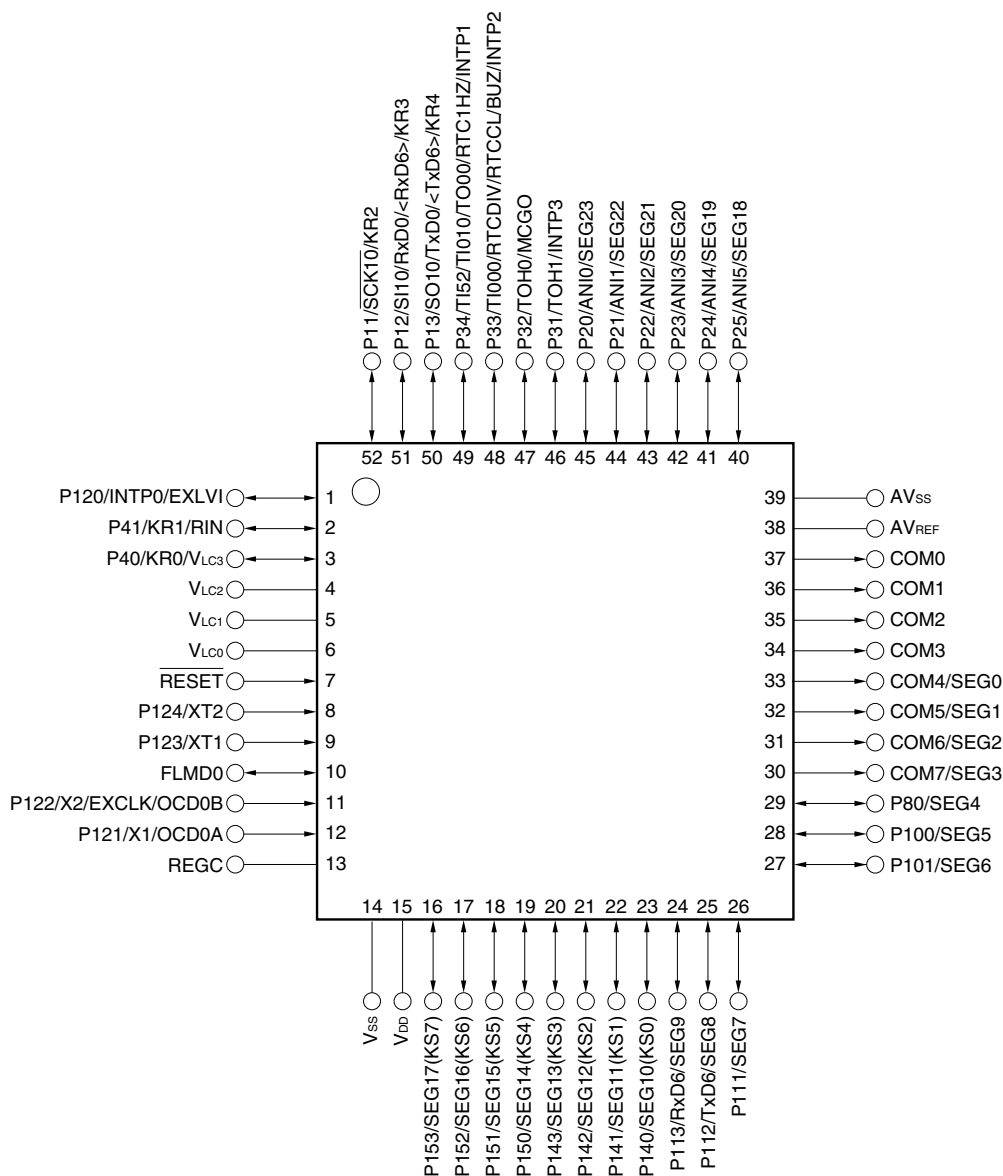 P11/SCK10/KR2
P12/SI10/RxD0/<RxD6>/KR3
P13/SO10/TxD0/<TxD6>/KR4
P34/TI52/TI010/TO00/RTC1HZ/INTP1
P33/TI000/RTCDIV/RTCCL/BUZ/INTP2
P32/TOH0/MCGO
P31/TOH1/INTP3
P20/ANI0/SEG23
P21/ANI1/SEG22
P22/ANI2/SEG21
P23/ANI3/SEG20
P24/ANI4/SEG19
P25/ANI5/SEG18
52 51 50 49 48 47 46 45 44 43 42 41 40
P120/INTP0/EXLVI 1
P41/KR1/RIN 2
P40/KR0/VLC3 3
VLC2 4
VLC1 5
VLC0 6
RESET 7
P124/XT2 8
P123/XT1 9
FLMD0 10
P122/X2/EXCLK/OCD0B 11
P121/X1/OCD0A 12
REGC 13
39 AVSS
38 AVREF
37 COM0
36 COM1
35 COM2
34 COM3
33 COM4/SEG0
32 COM5/SEG1
31 COM6/SEG2
30 COM7/SEG3
29 P80/SEG4
28 P100/SEG5
27 P101/SEG6
14 15 16 17 18 19 20 21 22 23 24 25 26
VSS
VDD
P153/SEG17(KS7)
P152/SEG16(KS6)
P151/SEG15(KS5)
P150/SEG14(KS4)
P143/SEG13(KS3)
P142/SEG12(KS2)
P141/SEG11(KS1)
P140/SEG10(KS0)
P113/RxD6/SEG9
P112/TxD6/SEG8
P111/SEG7